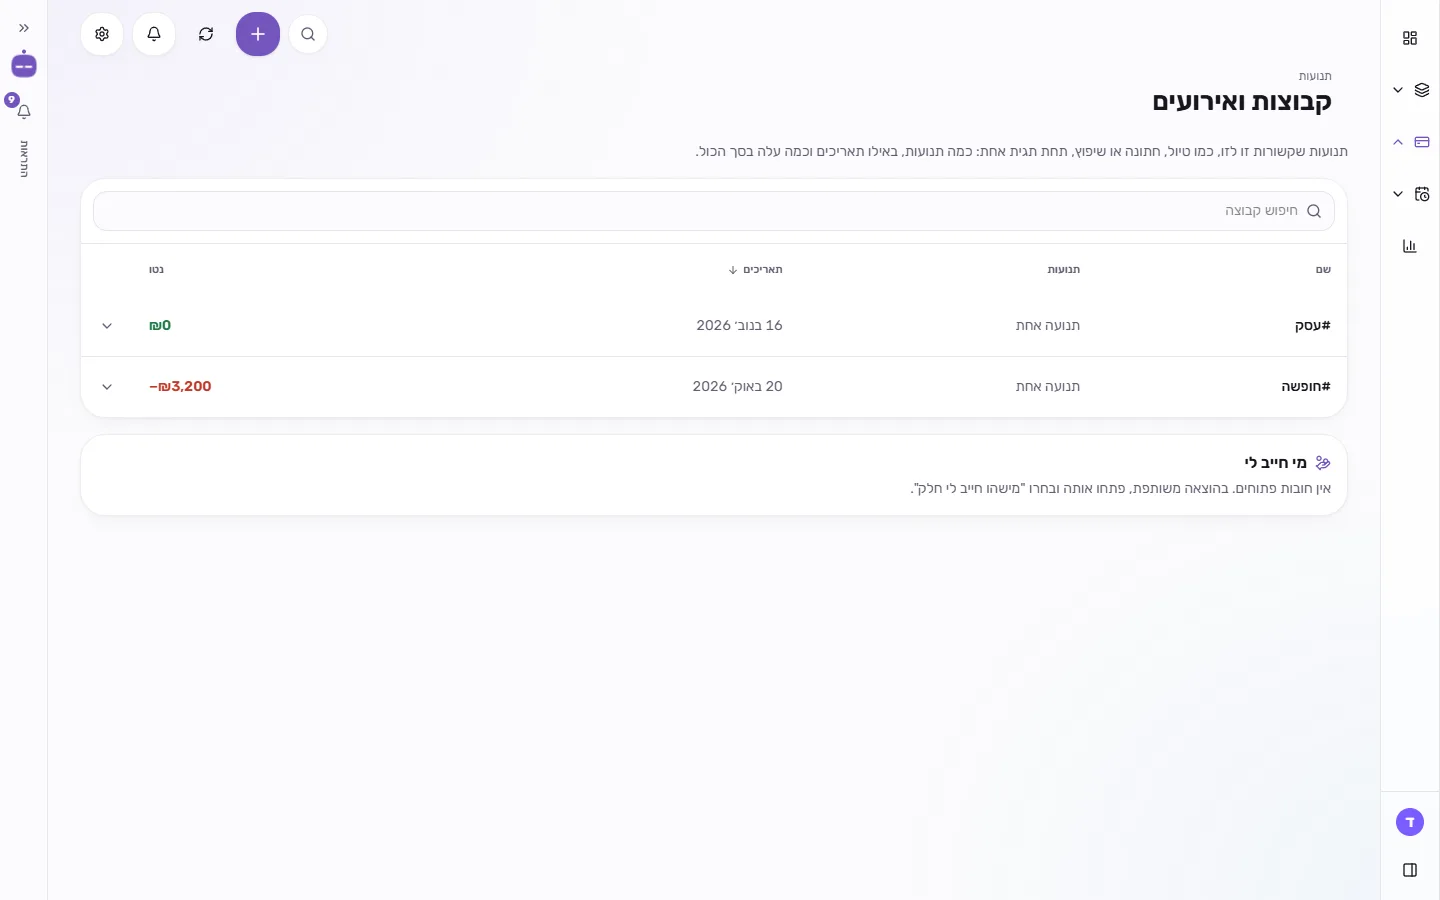 תנועות
קבוצות ואירועים
תנועות שקשורות זו לזו, כמו טיול, חתונה או שיפוץ, תחת תגית אחת: כמה תנועות, באילו תאריכים וכמה עלה בסך הכול.
חיפוש קבוצה
שם תנועות תאריכים נטו
#עסק תנועה אחת 16 בנוב׳ 2026 ₪0
#חופשה תנועה אחת 20 באוק׳ 2026 −₪3,200
מי חייב לי
אין חובות פתוחים. בהוצאה משותפת, פתחו אותה ובחרו "מישהו חייב לי חלק".
ד
9
התראות